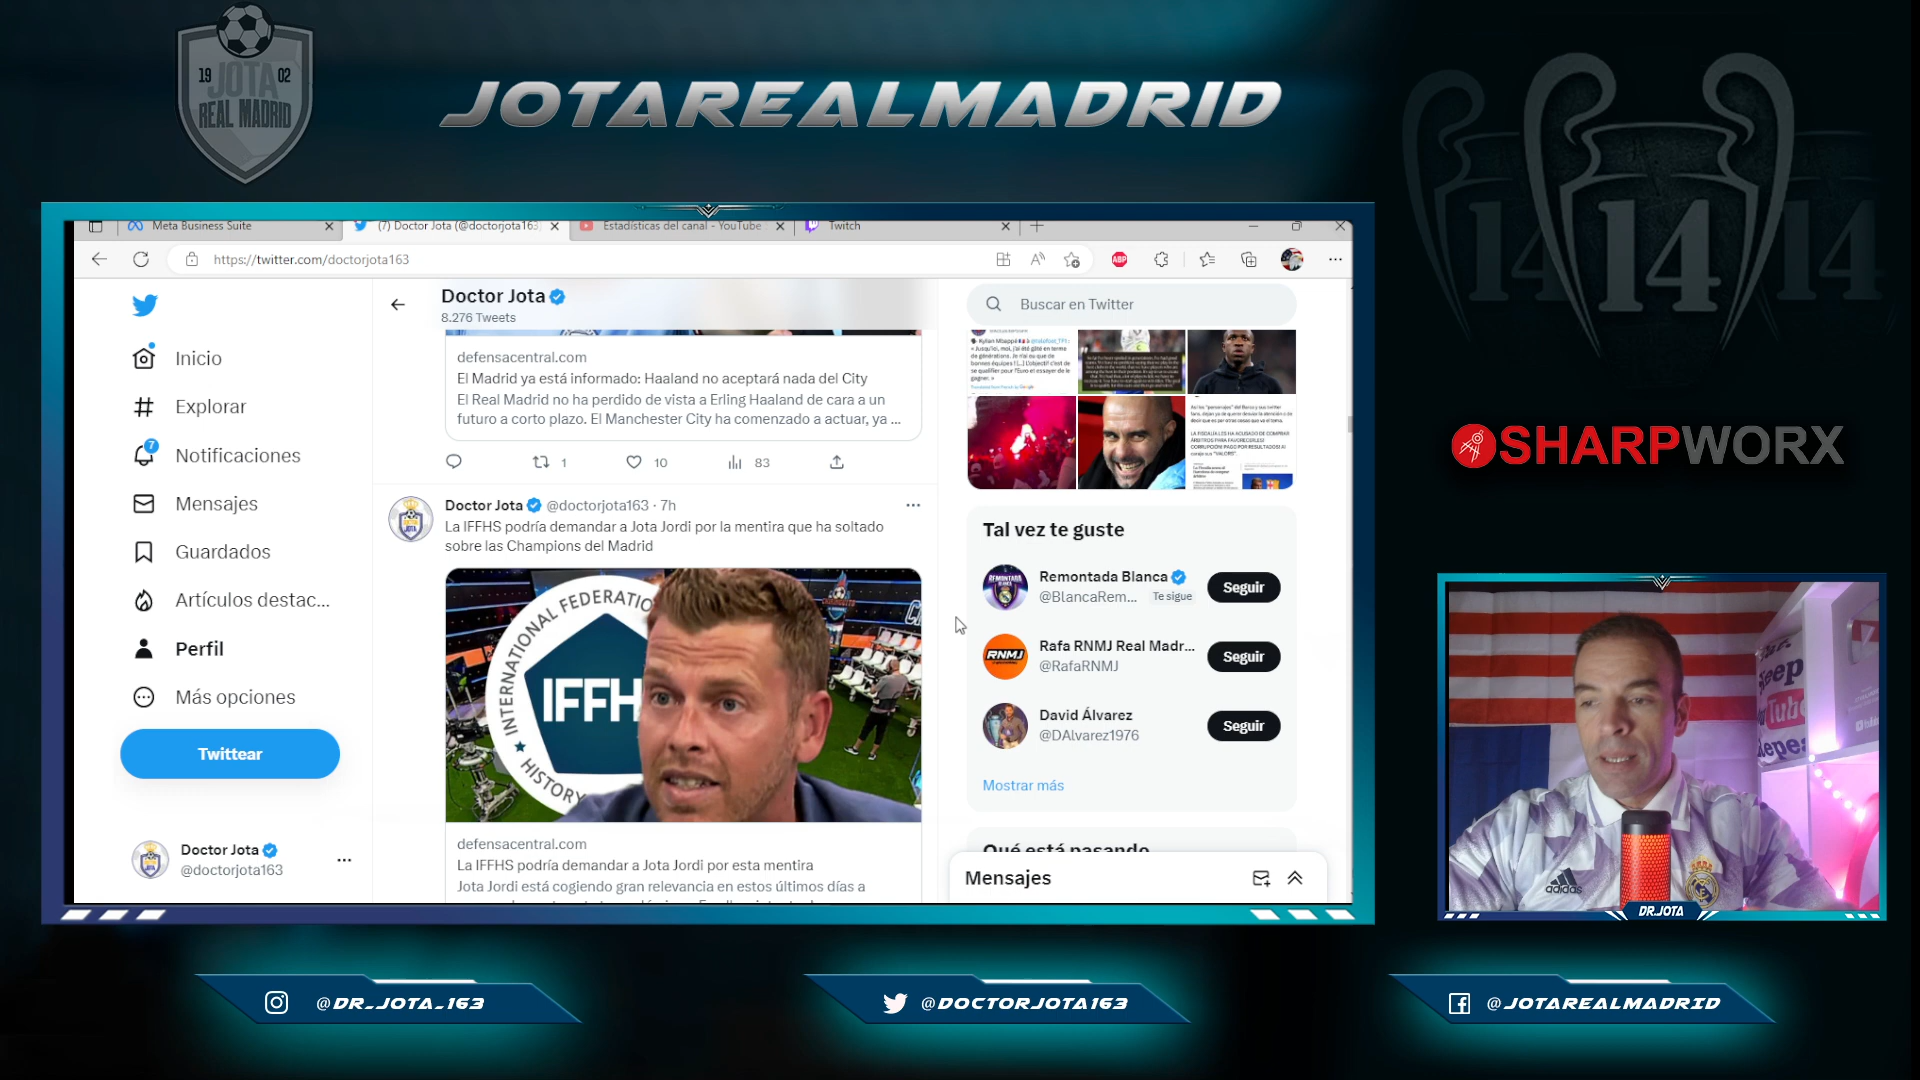 19 02
JOTA
REAL MADRID
JOTAREALMADRID
14 14 14
SHARPWORX
Meta Business Suite
(7) Doctor Jota (@doctorjota163)
Estadísticas del canal - YouTube
Twitch
https://twitter.com/doctorjota163
ABP
Doctor Jota
8.276 Tweets
Buscar en Twitter
Inicio
Explorar
7
Notificaciones
Mensajes
Guardados
Artículos destac...
Perfil
Más opciones
Twittear
Doctor Jota
@doctorjota163
defensacentral.com
El Madrid ya está informado: Haaland no aceptará nada del City
El Real Madrid no ha perdido de vista a Erling Haaland de cara a un
futuro a corto plazo. El Manchester City ha comenzado a actuar, ya ...
1 10 83
Doctor Jota @doctorjota163 · 7h
La IFFHS podría demandar a Jota Jordi por la mentira que ha soltado
sobre las Champions del Madrid
INTERNATIONAL FEDERATIO
IFFH
HISTORY
defensacentral.com
La IFFHS podría demandar a Jota Jordi por esta mentira
Jota Jordi está cogiendo gran relevancia en estos últimos días a
Tal vez te guste
Remontada Blanca
@BlancaRem... Te sigue
Seguir
RNMJ
Rafa RNMJ Real Madr...
@RafaRNMJ
Seguir
David Álvarez
@DAlvarez1976
Seguir
Mostrar más
Qué está pasando
Mensajes
adidas
DR.JOTA
@DR_JOTA_163
@DOCTORJOTA163
@JOTAREALMADRID